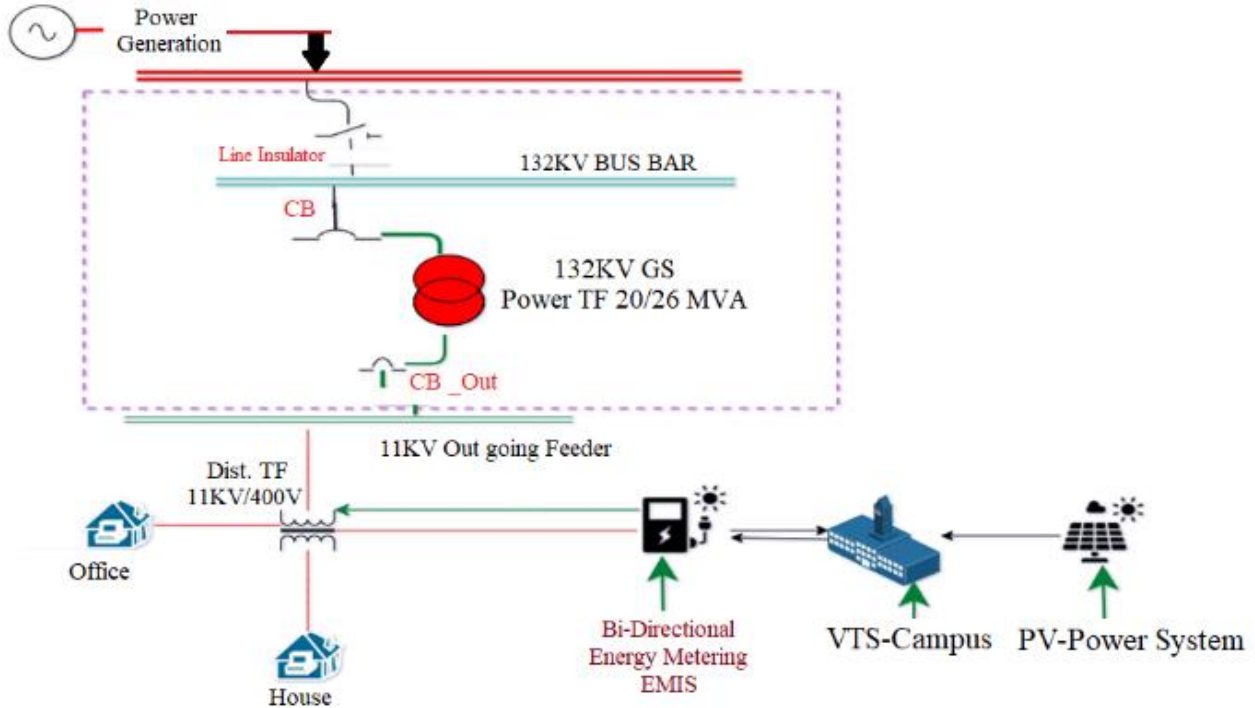 Power
Generation
Line Insulator
132KV BUS BAR
CB
132KV GS
Power TF 20/26 MVA
CB _Out
11KV Out going Feeder
Dist. TF
11KV/400V
Office
House
Bi-Directional
Energy Metering
EMIS
VTS-Campus
PV-Power System